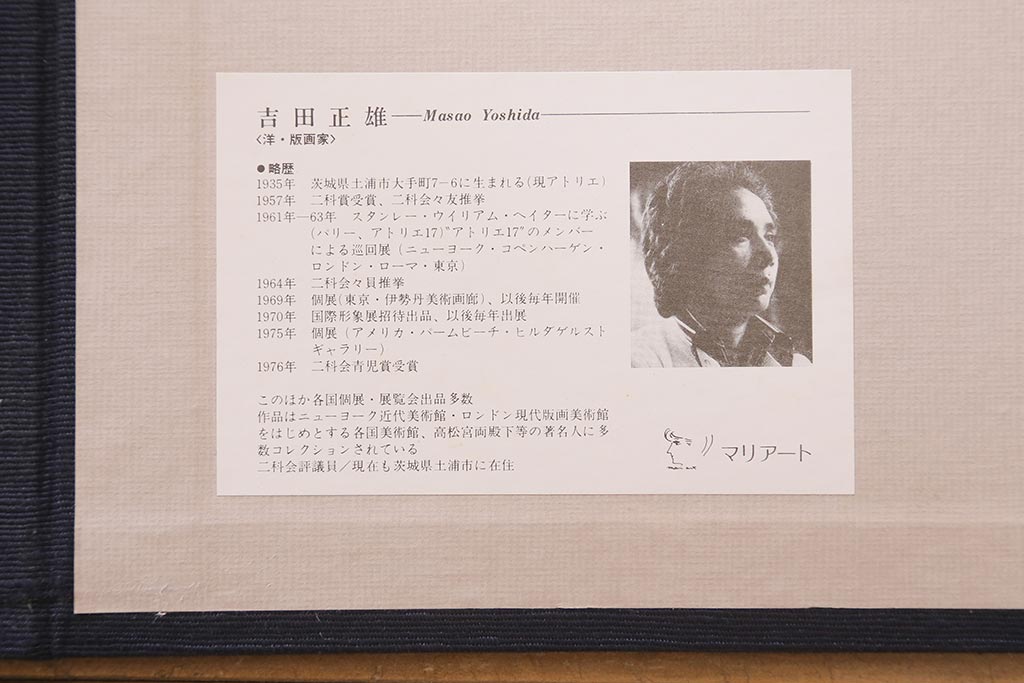 吉田正雄 Masao Yoshida
〈洋・版画家〉
●略歴
1935年 茨城県土浦市大手町7−6に生まれる(現アトリエ)
1957年 二科賞受賞、二科会々友推挙
1961年—63年 スタンレー・ウイリアム・ヘイターに学ぶ
(パリー、アトリエ17)"アトリエ17"のメンバー
による巡回展(ニューヨーク・コペンハーゲン・
ロンドン・ローマ・東京)
1964年 二科会々員推挙
1969年 個展(東京・伊勢丹美術画廊)、以後毎年開催
1970年 国際形象展招待出品、以後毎年出展
1975年 個展(アメリカ・パームビーチ・ヒルダゲルスト
ギャラリー)
1976年 二科会青児賞受賞
このほか各国個展・展覧会出品多数
作品はニューヨーク近代美術館・ロンドン現代版画美術館
をはじめとする各国美術館、高松宮両殿下等の著名人に多
数コレクションされている
二科会評議員/現在も茨城県土浦市に在住
mari art
マリアート